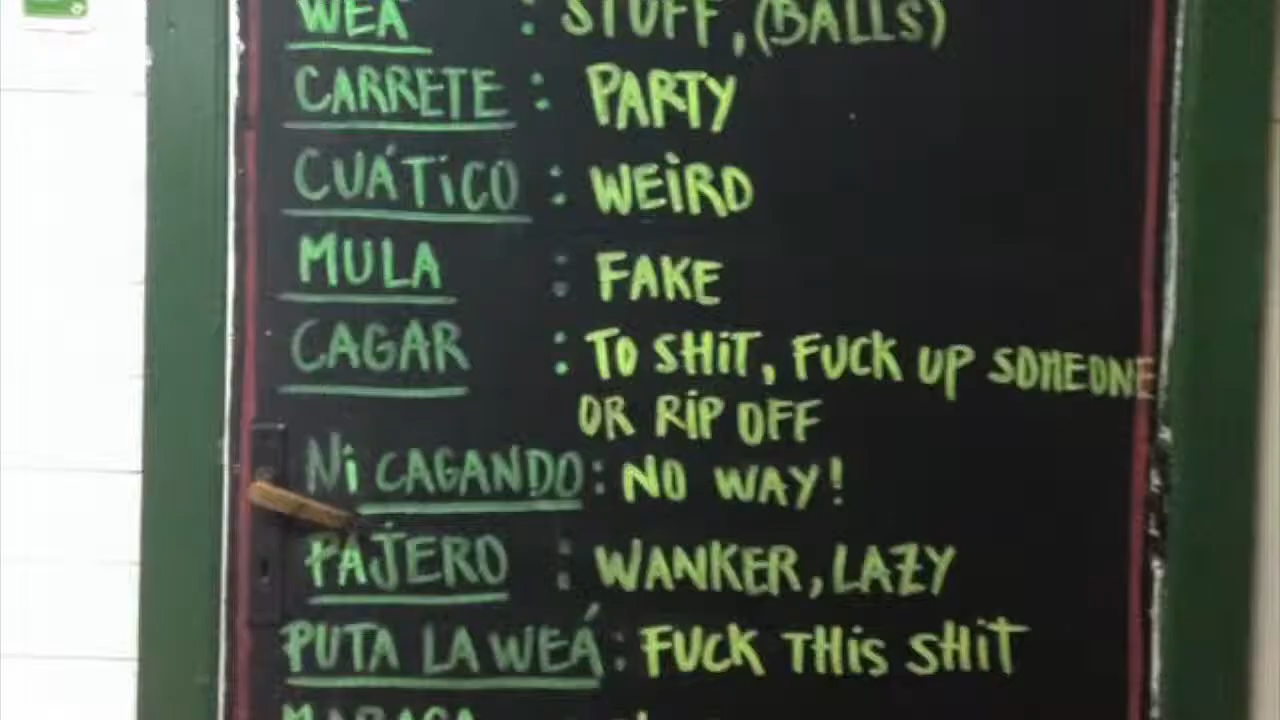 WEÁ : STUFF, (BALLS)
CARRETE : PARTY
CUÁTiCO : WEiRD
MULA : FAKE
CAGAR : TO SHiT, FUCK UP SOMEONE
OR RiP OFF
Ni CAGANDO : NO WAY!
PAJERO : WANKER, LAZY
PUTA LA WEÁ : FUCK THis SHiT